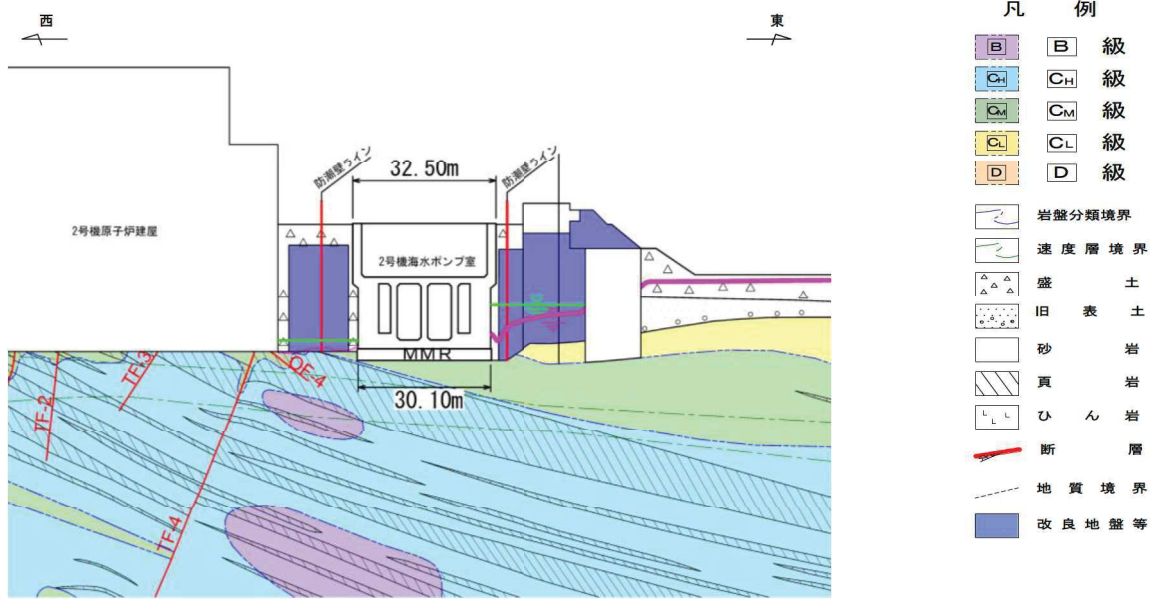 西
東
凡 例
B B 級
CH CH 級
CM CM 級
CL CL 級
D D 級
岩盤分類境界
速度層境界
盛 土
旧 表 土
砂 岩
頁 岩
ひ ん 岩
断 層
地 質 境 界
改 良 地 盤 等
防潮壁ライン
32.50m
防潮壁ライン
2号機原子炉建屋
2号機海水ポンプ室
MMR
30.10m
TF-2
TF-3
OF-4
TF-4